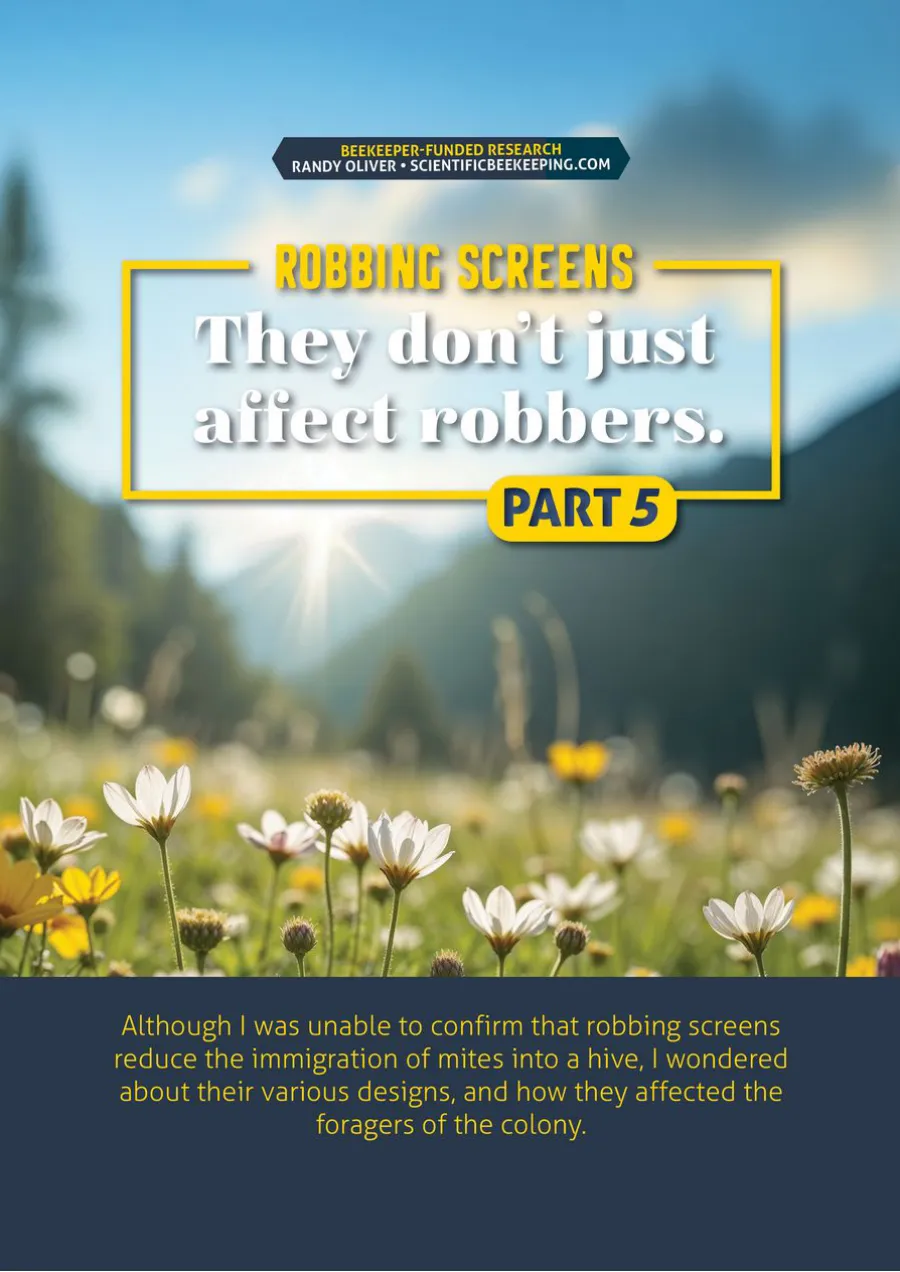 BEEKEEPER-FUNDED RESEARCH
RANDY OLIVER • SCIENTIFICBEEKEEPING.COM
ROBBING SCREENS
They don't just
affect robbers.
PART 5
Although I was unable to confirm that robbing screens
reduce the immigration of mites into a hive, I wondered
about their various designs, and how they affected the
foragers of the colony.